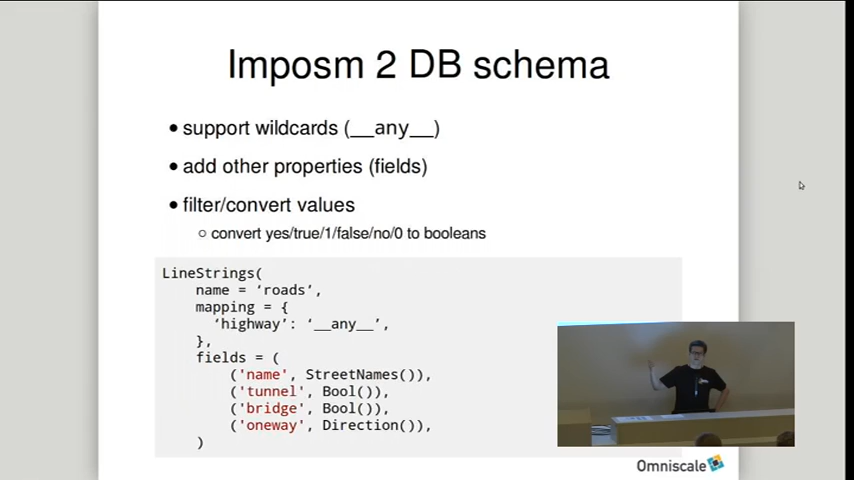 Imposm 2 DB schema
• support wildcards (__any__)
• add other properties (fields)
• filter/convert values
○ convert yes/true/1/false/no/0 to booleans
LineStrings(
name = ‘roads’,
mapping = {
‘highway’: ‘__any__’,
},
fields = (
('name', StreetNames()),
('tunnel', Bool()),
('bridge', Bool()),
('oneway', Direction()),
)
Omniscale